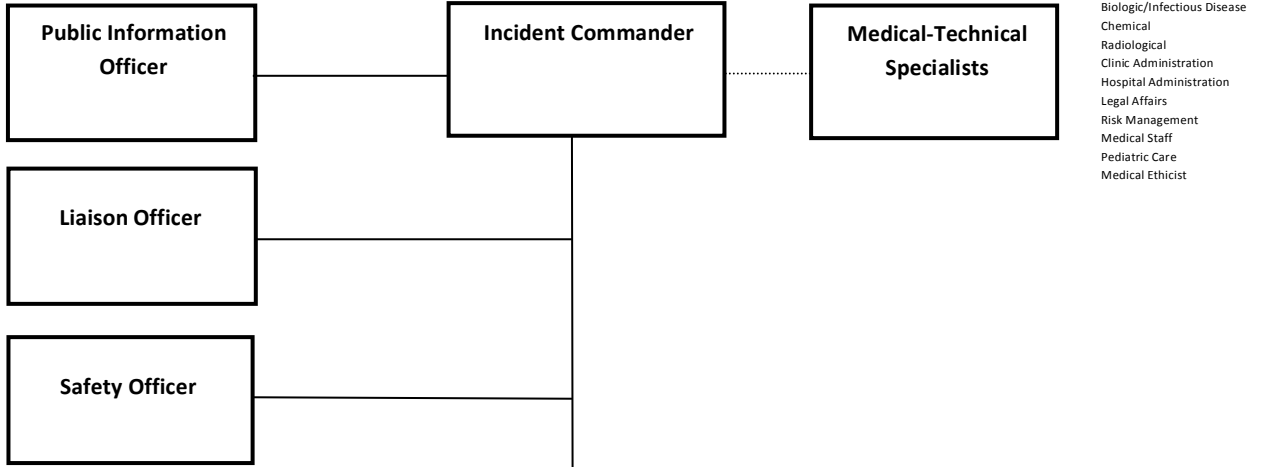 Public Information
Officer
Incident Commander
Medical-Technical
Specialists
Biologic/Infectious Disease
Chemical
Radiological
Clinic Administration
Hospital Administration
Legal Affairs
Risk Management
Medical Staff
Pediatric Care
Medical Ethicist
Liaison Officer
Safety Officer